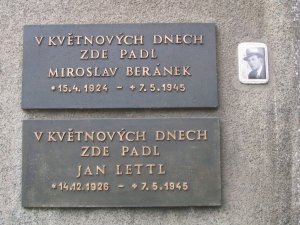 V KVĚTNOVÝCH DNECH
ZDE PADL
MIROSLAV BERÁNEK
*15.4.1924 – +7.5.1945
V KVĚTNOVÝCH DNECH
ZDE PADL
JAN LETTL
*14.12.1926 – +7.5.1945